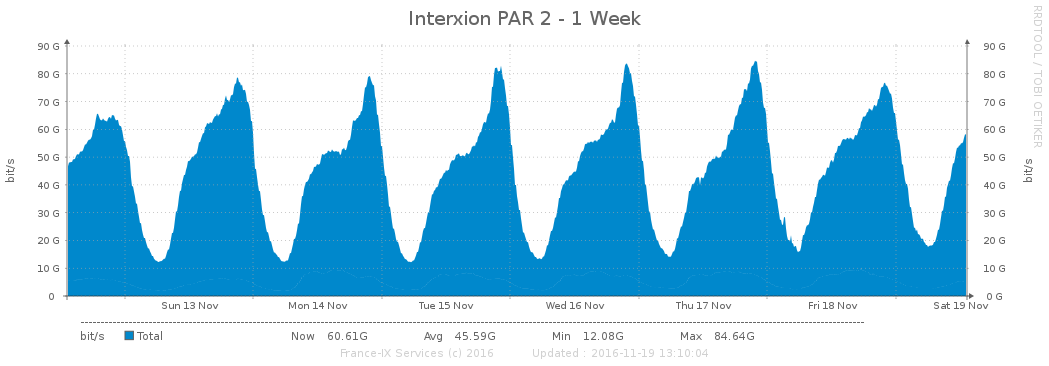 Interxion PAR 2 - 1 Week
RRDTOOL / TOBI OETIKER
bit/s
90 G
80 G
70 G
60 G
50 G
40 G
30 G
20 G
10 G
0
90 G
80 G
70 G
60 G
50 G
40 G
30 G
20 G
10 G
0 G
bit/s
Sun 13 Nov Mon 14 Nov Tue 15 Nov Wed 16 Nov Thu 17 Nov Fri 18 Nov Sat 19 Nov
bit/s Total Now 60.61G Avg 45.59G Min 12.08G Max 84.64G
France-IX Services (c) 2016 Updated : 2016-11-19 13:10:04